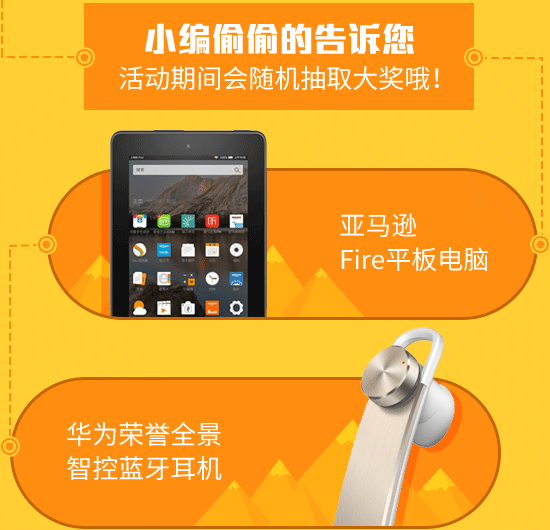 小编偷偷的告诉您
活动期间会随机抽取大奖哦！
亚马逊
Fire平板电脑
华为荣誉全景
智控蓝牙耳机